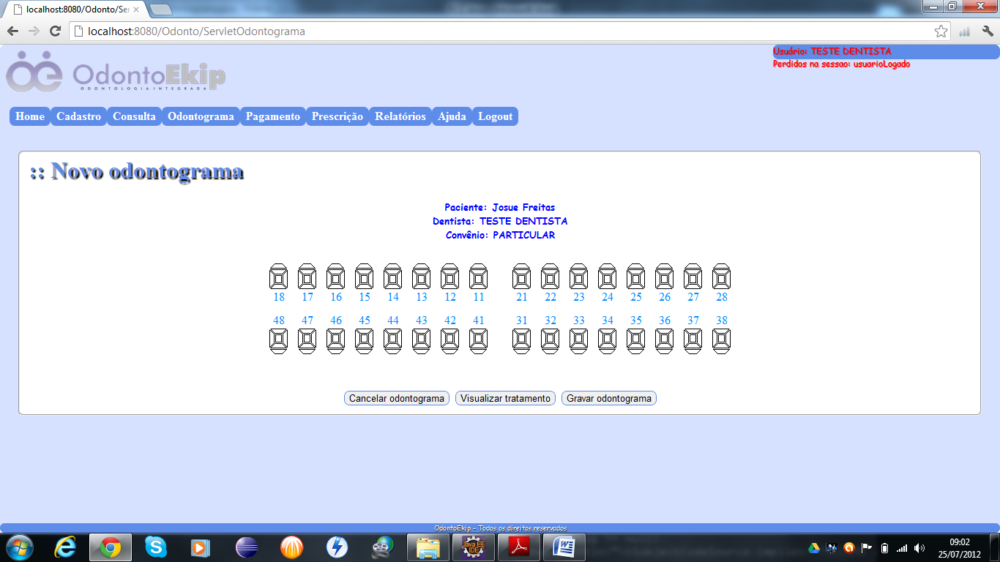 localhost:8080/Odonto/Ser
localhost:8080/Odonto/ServletOdontograma
Usuário: TESTE DENTISTA
Perdidos na sessao: usuarioLogado
OdontoEkip
ODONTOLOGIAINTEGRADA
Home Cadastro Consulta Odontograma Pagamento Prescrição Relatórios Ajuda Logout
:: Novo odontograma
Paciente: Josue Freitas
Dentista: TESTE DENTISTA
Convênio: PARTICULAR
18 17 16 15 14 13 12 11 21 22 23 24 25 26 27 28
48 47 46 45 44 43 42 41 31 32 33 34 35 36 37 38
Cancelar odontograma Visualizar tratamento Gravar odontograma
OdontoEkip - Todos os direitos reservados
Java EE
IDE
09:02
25/07/2012